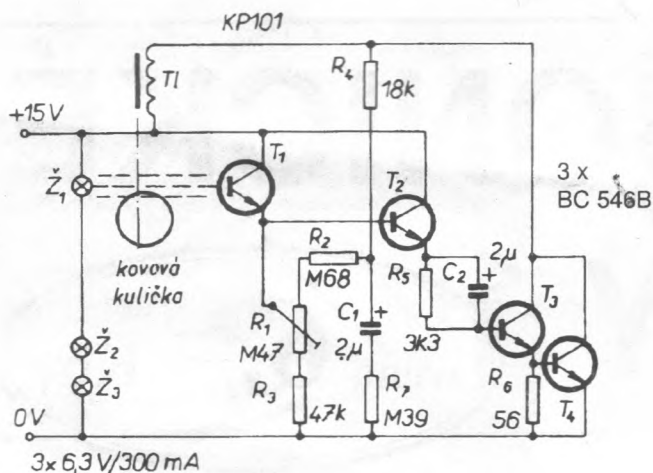 KP101
Tl
R4
18k
+15V
T1
Ž1
T2
3 x
BC 546B
kovová
kulička
R2
M68
R5
C2
2μ
+
T3
R1
M47
C1
+
2μ
3K3
Ž2
Ž3
R3
47k
R7
M39
R6
56
T4
0V
3x 6,3 V/300 mA